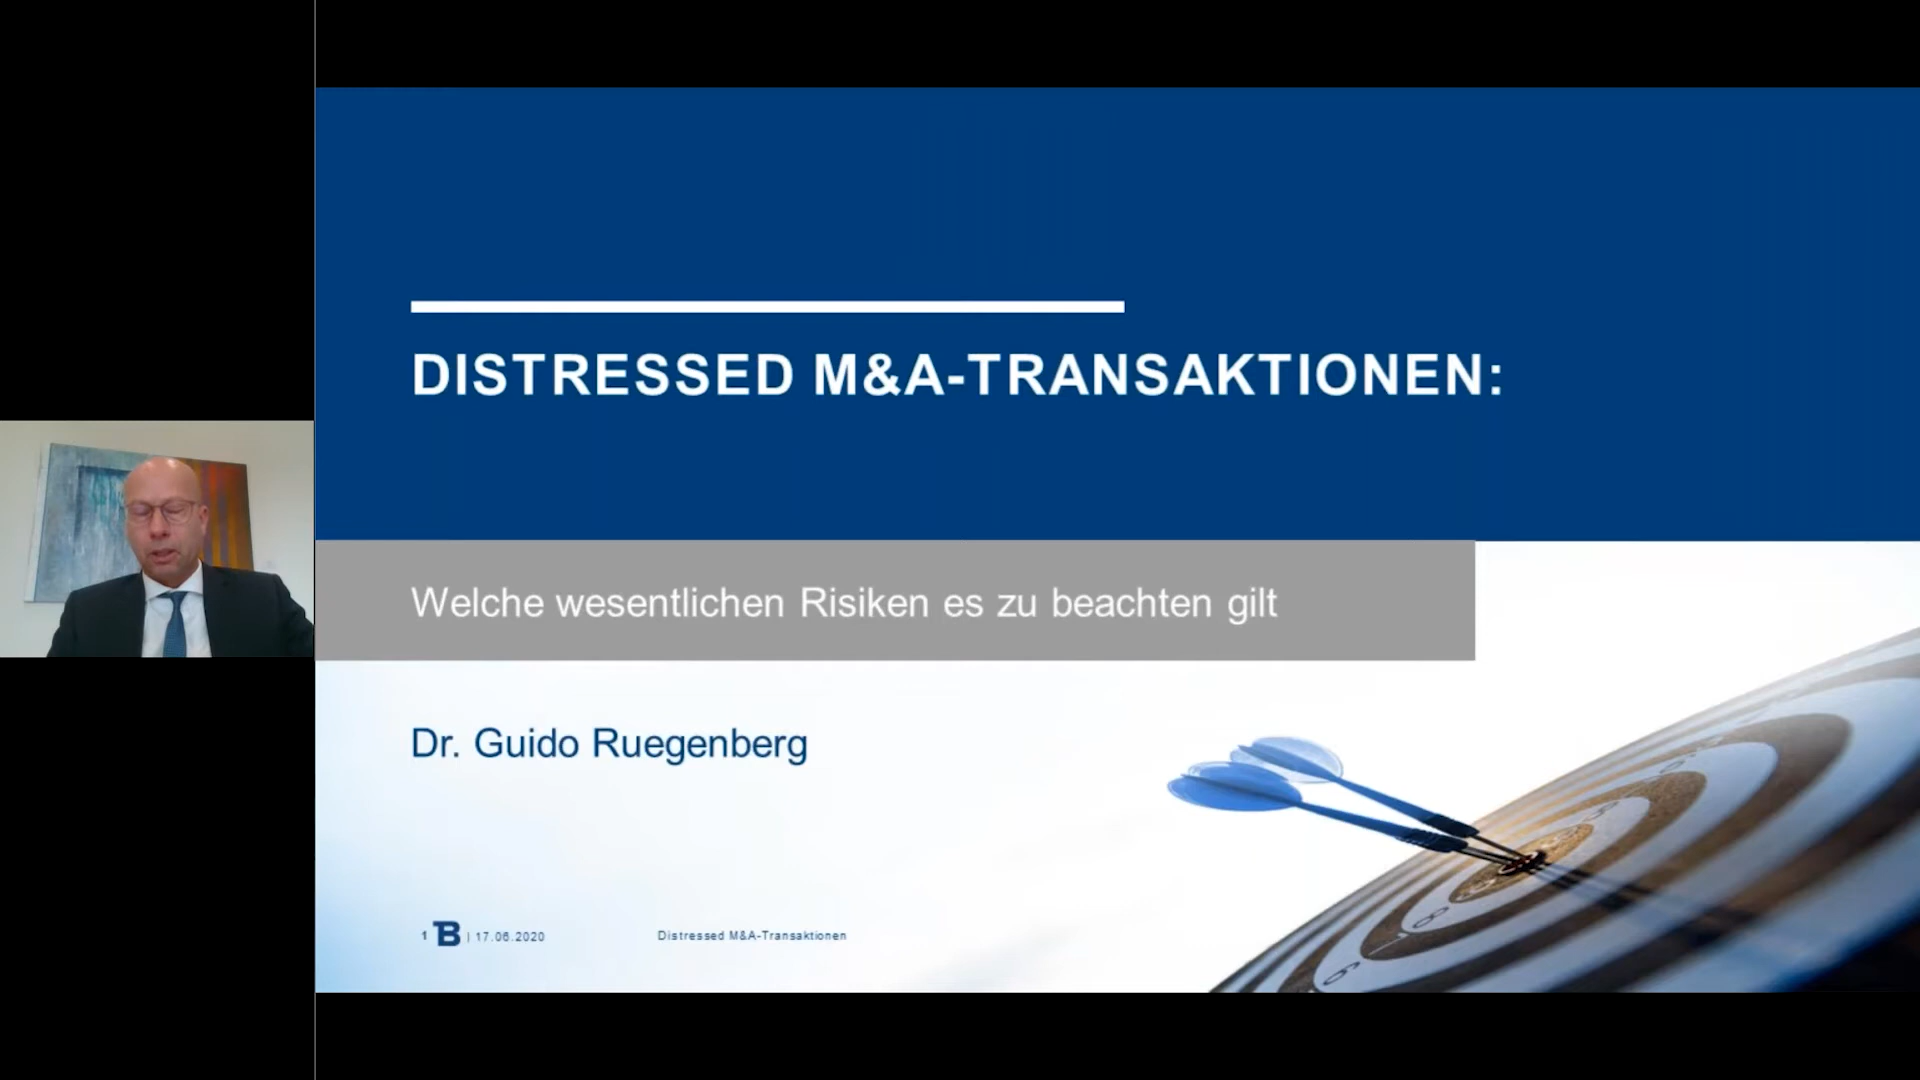 DISTRESSED M&A-TRANSAKTIONEN:
Welche wesentlichen Risiken es zu beachten gilt
Dr. Guido Ruegenberg
1 B | 17.06.2020 Distressed M&A-Transaktionen